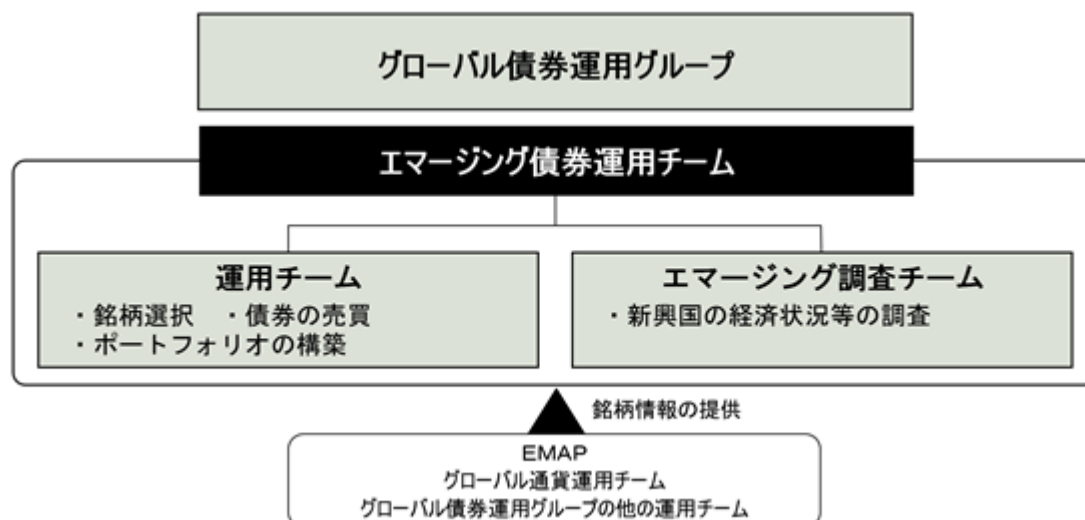 グローバル債券運用グループ
エマージング債券運用チーム
運用チーム
・銘柄選択　・債券の売買
・ポートフォリオの構築
エマージング調査チーム
・新興国の経済状況等の調査
銘柄情報の提供
EMAP
グローバル通貨運用チーム
グローバル債券運用グループの他の運用チーム